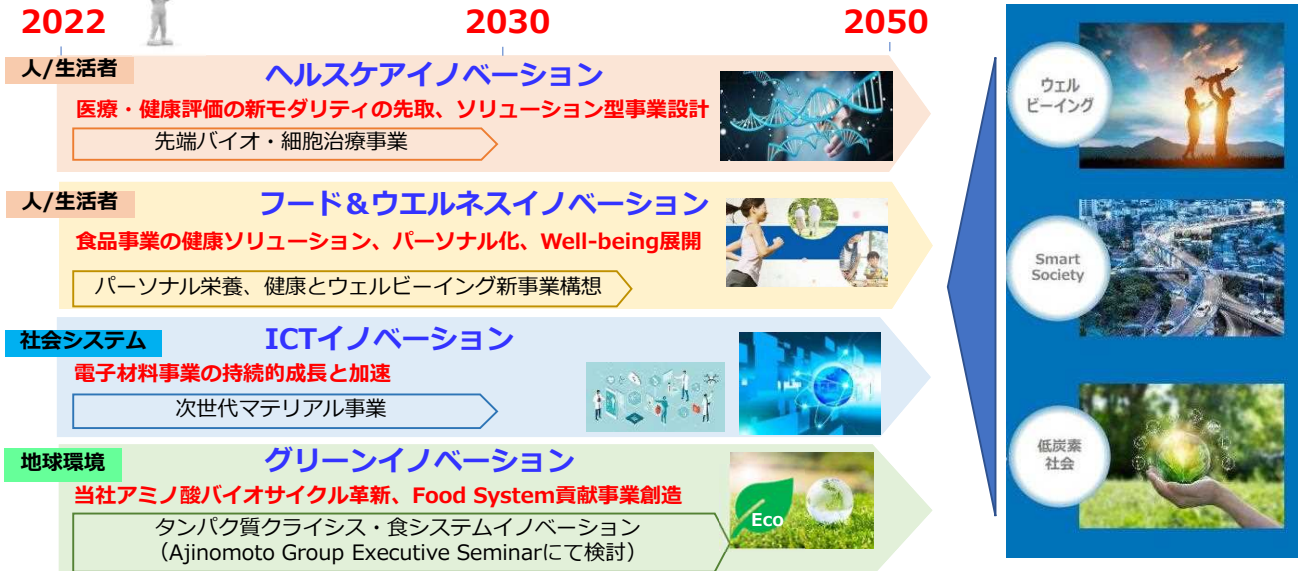 2022
2030
2050
人/生活者
ヘルスケアイノベーション
医療・健康評価の新モダリティの先取、ソリューション型事業設計
先端バイオ・細胞治療事業
人/生活者
フード＆ウエルネスイノベーション
食品事業の健康ソリューション、パーソナル化、Well-being展開
パーソナル栄養、健康とウェルビーイング新事業構想
社会システム
ICTイノベーション
電子材料事業の持続的成長と加速
次世代マテリアル事業
地球環境
グリーンイノベーション
当社アミノ酸バイオサイクル革新、Food System貢献事業創造
タンパク質クライシス・食システムイノベーション
（Ajinomoto Group Executive Seminarにて検討）
Eco
ウェル
ビーイング
Smart
Society
低炭素
社会